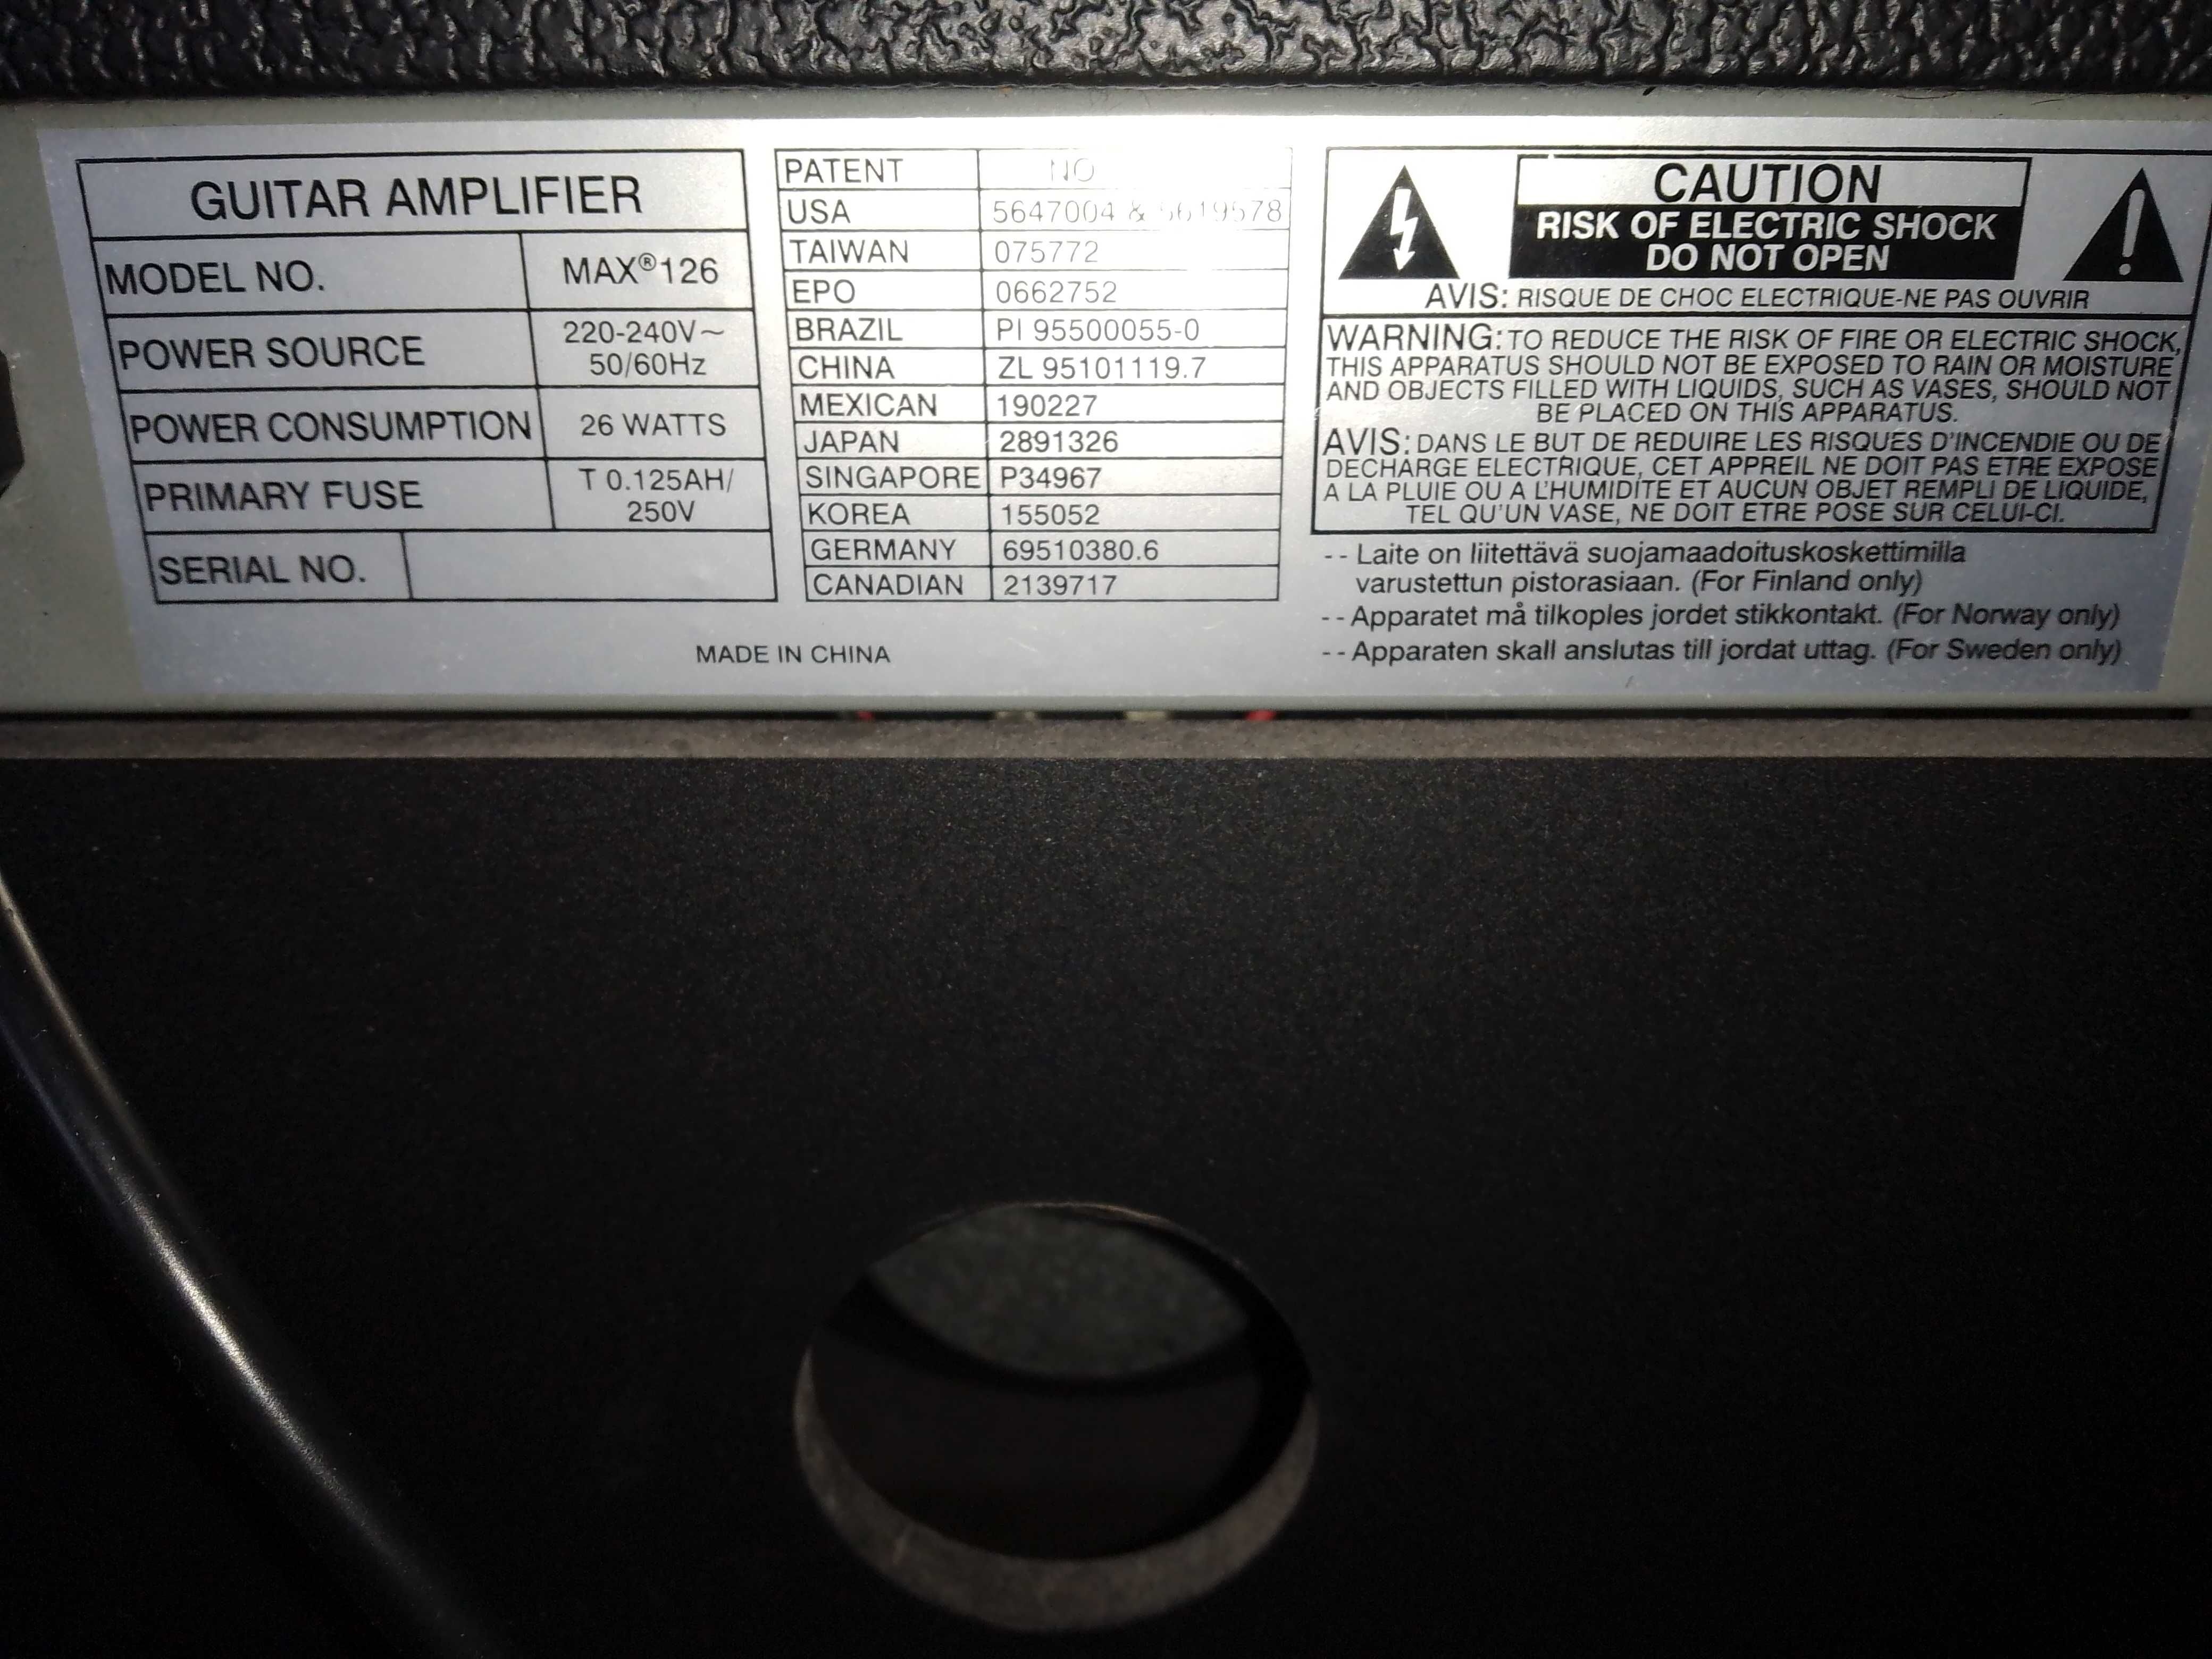 GUITAR AMPLIFIER
MODEL NO. MAX®126
POWER SOURCE 220-240V~
50/60Hz
POWER CONSUMPTION 26 WATTS
PRIMARY FUSE T 0.125AH/
250V
SERIAL NO.
PATENT NO
USA 5647004 & 5619578
TAIWAN 075772
EPO 0662752
BRAZIL PI 95500055-0
CHINA ZL 95101119.7
MEXICAN 190227
JAPAN 2891326
SINGAPORE P34967
KOREA 155052
GERMANY 69510380.6
CANADIAN 2139717
MADE IN CHINA
CAUTION
RISK OF ELECTRIC SHOCK
DO NOT OPEN
AVIS: RISQUE DE CHOC ELECTRIQUE-NE PAS OUVRIR
WARNING: TO REDUCE THE RISK OF FIRE OR ELECTRIC SHOCK,
THIS APPARATUS SHOULD NOT BE EXPOSED TO RAIN OR MOISTURE
AND OBJECTS FILLED WITH LIQUIDS, SUCH AS VASES, SHOULD NOT
BE PLACED ON THIS APPARATUS.
AVIS: DANS LE BUT DE REDUIRE LES RISQUES D'INCENDIE OU DE
DECHARGE ELECTRIQUE, CET APPREIL NE DOIT PAS ETRE EXPOSE
A LA PLUIE OU A L'HUMIDITE ET AUCUN OBJET REMPLI DE LIQUIDE,
TEL QU'UN VASE, NE DOIT ETRE POSE SUR CELUI-CI.
-- Laite on liitettävä suojamaadoituskoskettimilla
varustettun pistorasiaan. (For Finland only)
-- Apparatet må tilkoples jordet stikkontakt. (For Norway only)
-- Apparaten skall anslutas till jordat uttag. (For Sweden only)